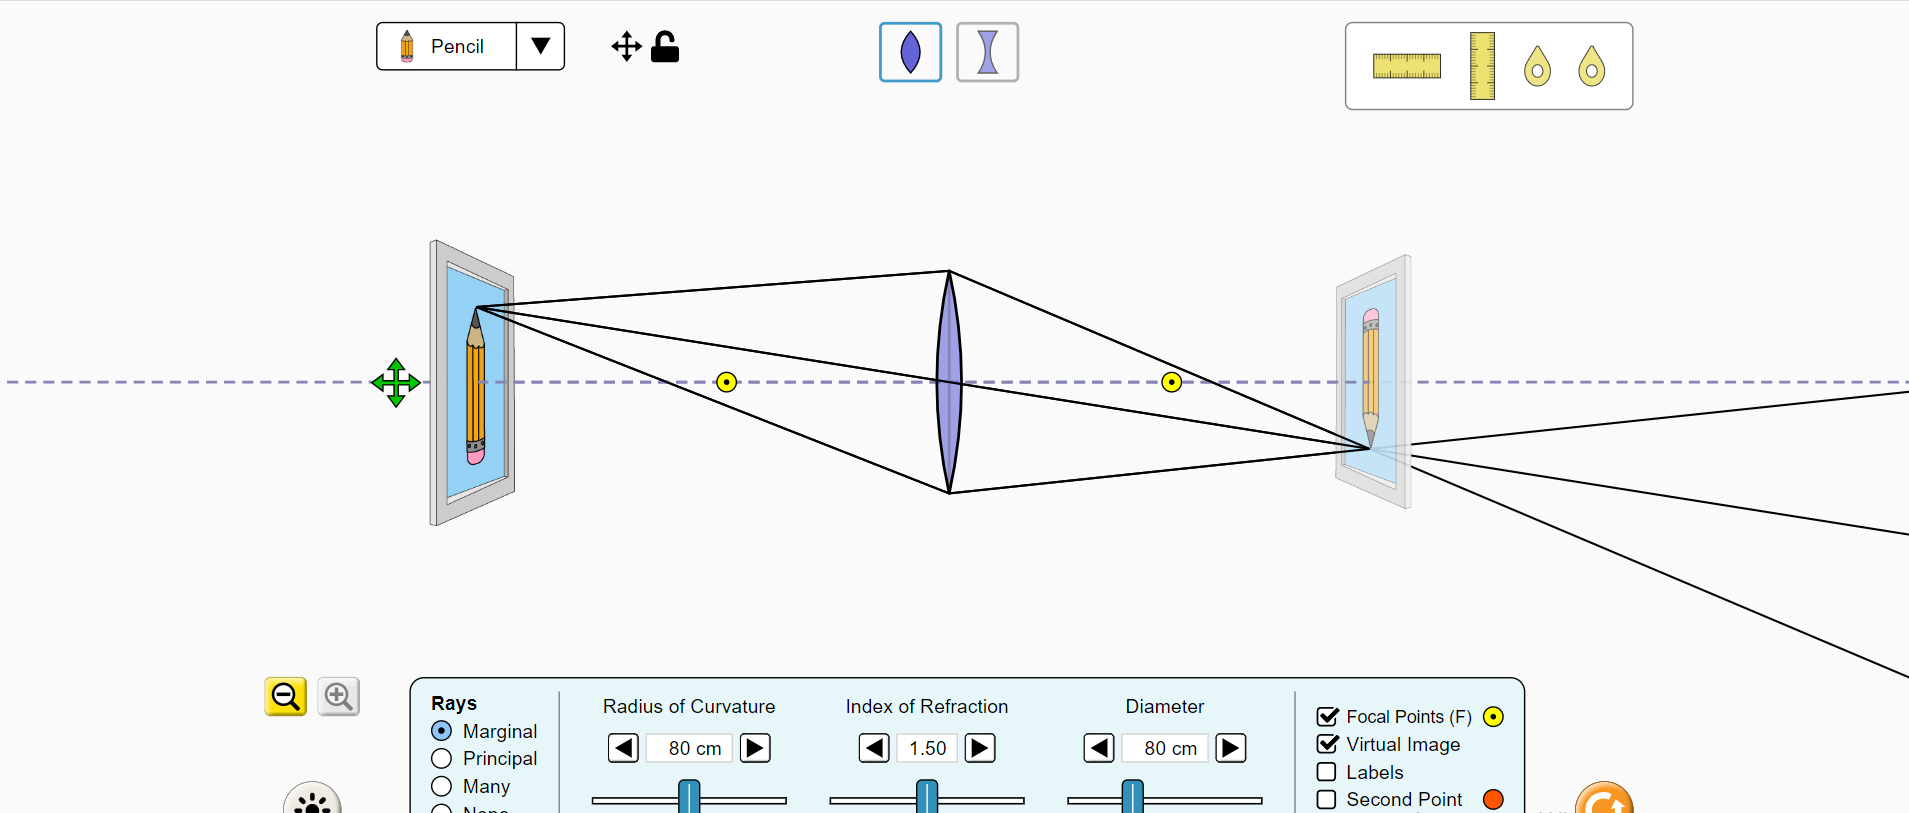 Pencil
Rays
Marginal
Principal
Many
Radius of Curvature
80 cm
Index of Refraction
1.50
Diameter
80 cm
Focal Points (F)
Virtual Image
Labels
Second Point